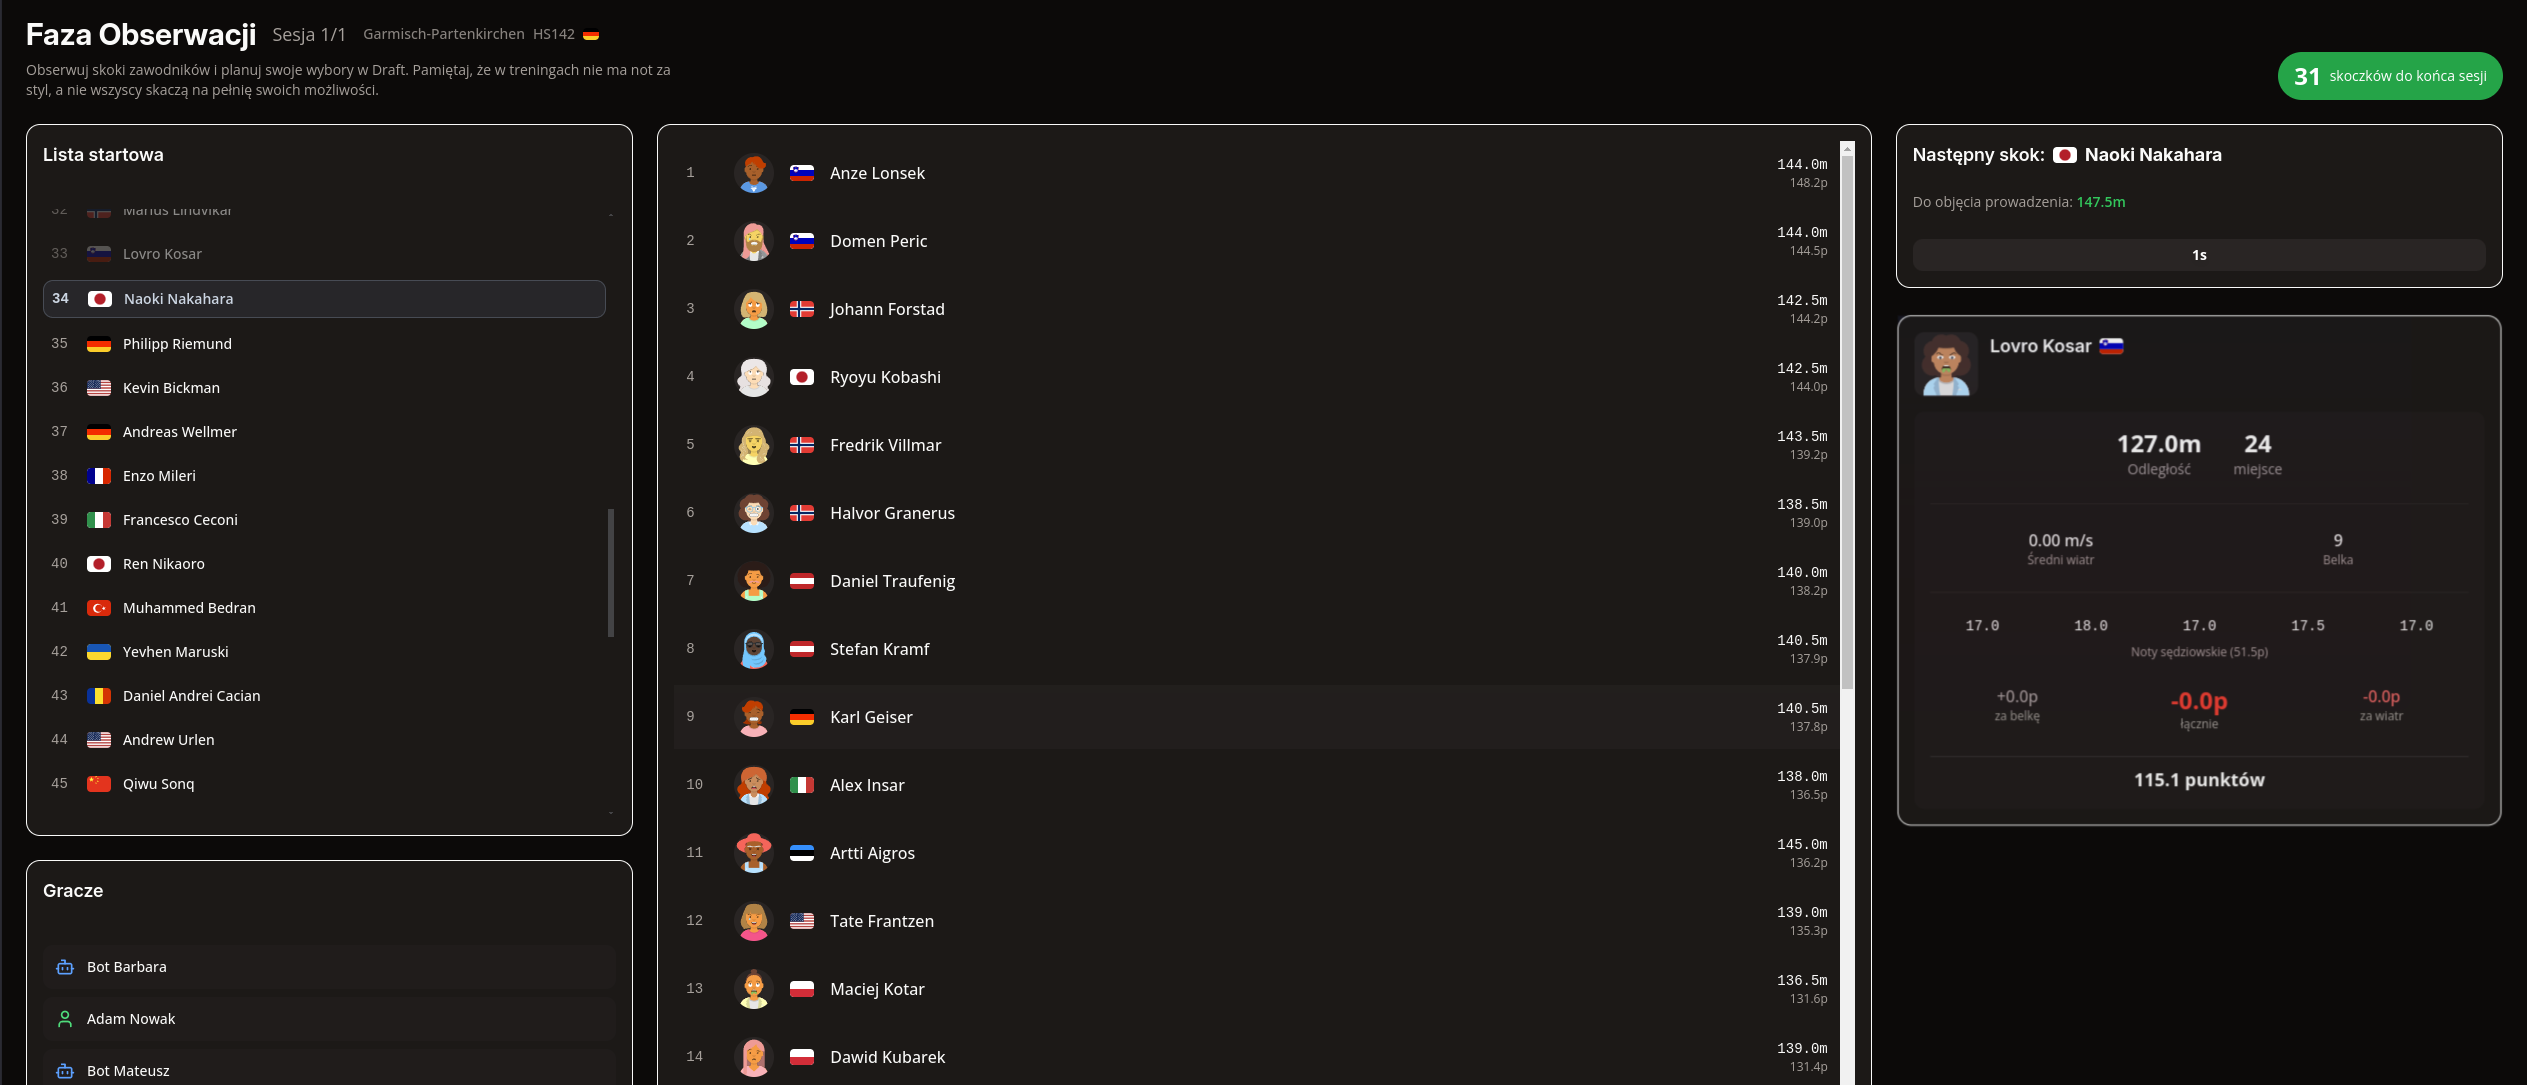 Faza Obserwacji Sesja 1/1 Garmisch-Partenkirchen HS142
Obserwuj skoki zawodników i planuj swoje wybory w Draft. Pamiętaj, że w treningach nie ma not za
styl, a nie wszyscy skaczą na pełnię swoich możliwości.
31 skoczków do końca sesji
Lista startowa
32 Marius Lindvikar
33 Lovro Kosar
34 Naoki Nakahara
35 Philipp Riemund
36 Kevin Bickman
37 Andreas Wellmer
38 Enzo Mileri
39 Francesco Ceconi
40 Ren Nikaoro
41 Muhammed Bedran
42 Yevhen Maruski
43 Daniel Andrei Cacian
44 Andrew Urlen
45 Qiwu Sonq
Gracze
Bot Barbara
Adam Nowak
Bot Mateusz
1 Anze Lonsek 144.0m
148.2p
2 Domen Peric 144.0m
144.5p
3 Johann Forstad 142.5m
144.2p
4 Ryoyu Kobashi 142.5m
144.0p
5 Fredrik Villmar 143.5m
139.2p
6 Halvor Granerus 138.5m
139.0p
7 Daniel Traufenig 140.0m
138.2p
8 Stefan Kramf 140.5m
137.9p
9 Karl Geiser 140.5m
137.8p
10 Alex Insar 138.0m
136.5p
11 Artti Aigros 145.0m
136.2p
12 Tate Frantzen 139.0m
135.3p
13 Maciej Kotar 136.5m
131.6p
14 Dawid Kubarek 139.0m
131.4p
Następny skok: Naoki Nakahara
Do objęcia prowadzenia: 147.5m
1s
Lovro Kosar
127.0m 24
Odległość miejsce
0.00 m/s 9
Średni wiatr Belka
17.0 18.0 17.0 17.5 17.0
Noty sędziowskie (51.5p)
+0.0p -0.0p -0.0p
za belkę łącznie za wiatr
115.1 punktów